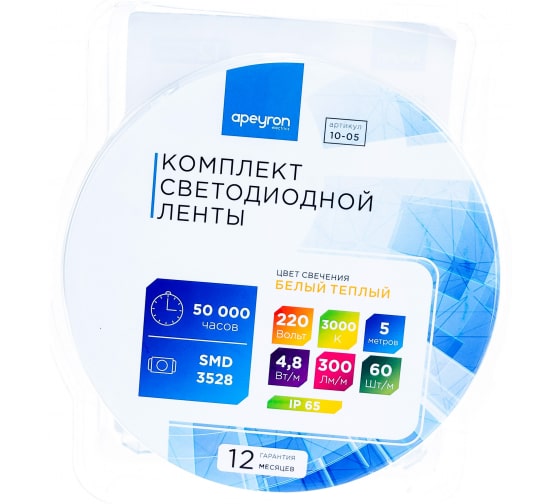 apeyron
electrics
артикул
10-05
КОМПЛЕКТ
СВЕТОДИОДНОЙ
ЛЕНТЫ
ЦВЕТ СВЕЧЕНИЯ
БЕЛЫЙ ТЕПЛЫЙ
50 000
часов
SMD
3528
220
Вольт
3000
К
5
метров
4,8
Вт/м
300
Лм/м
60
Шт/м
IP 65
12 ГАРАНТИЯ
МЕСЯЦЕВ